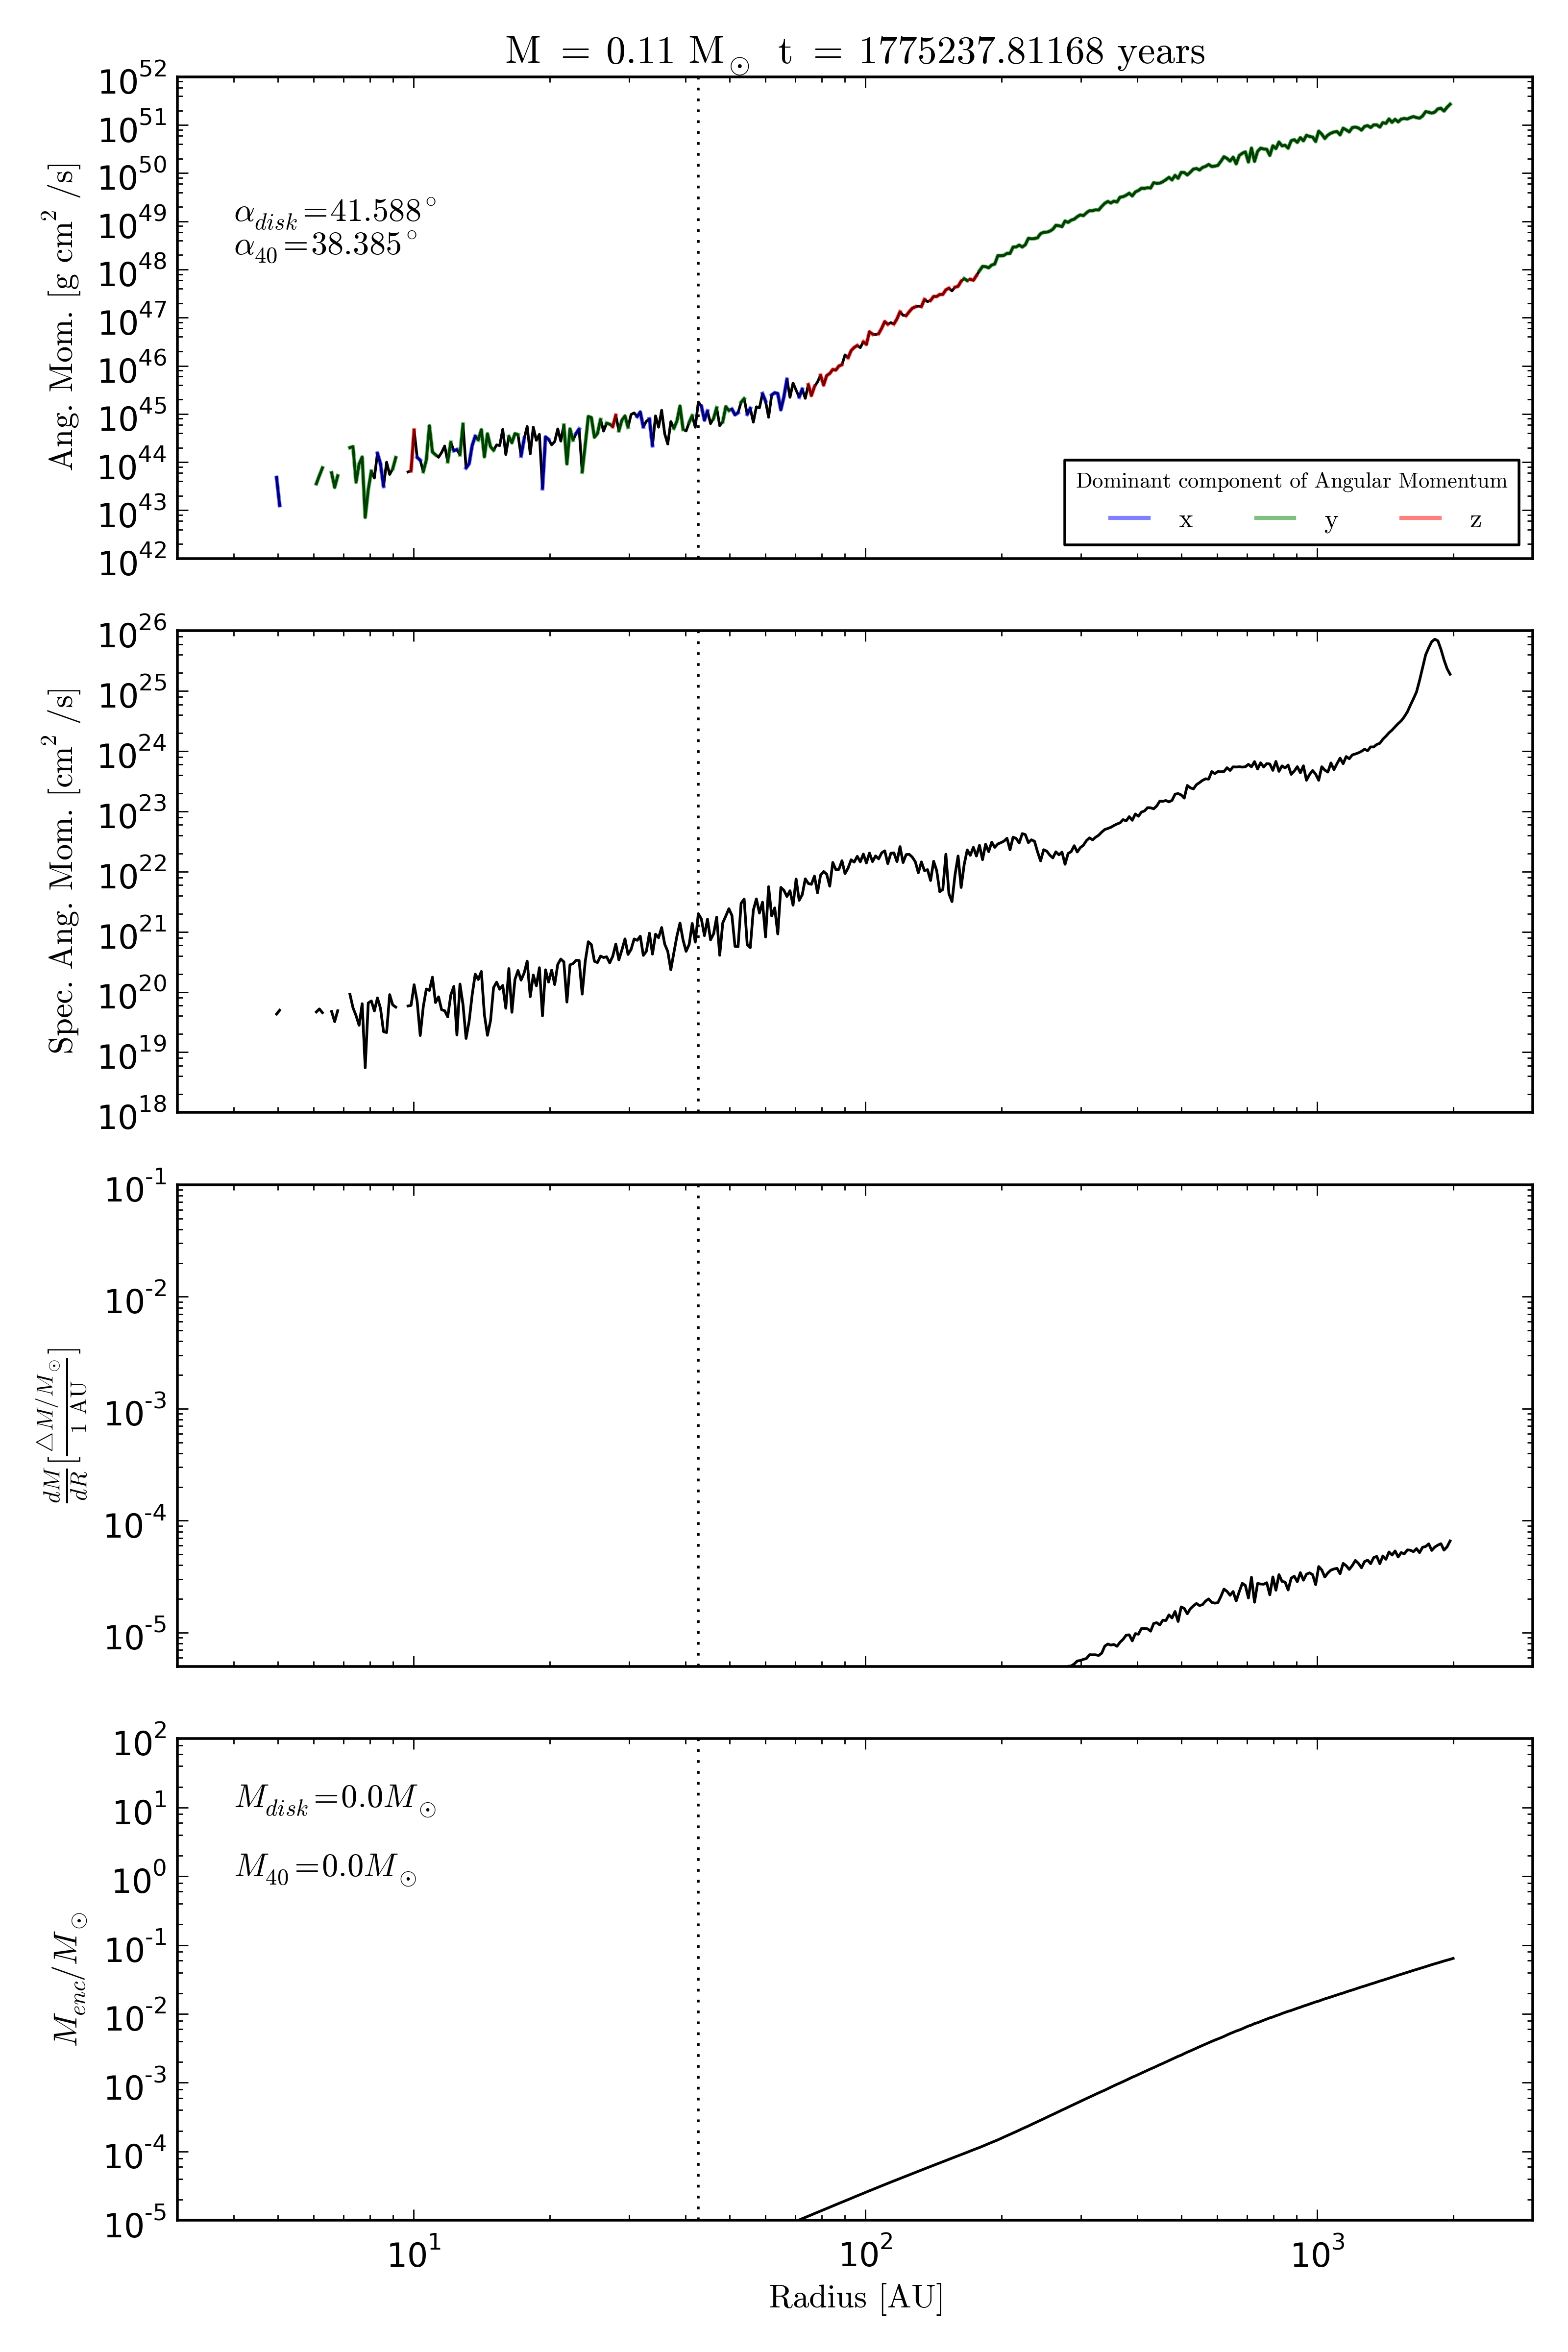 M = 0.11 M⊙ t = 1775237.81168 years
10^52
10^51
10^50
10^49
10^48
10^47
10^46
10^45
10^44
10^43
10^42
Ang. Mom. [g cm^2 /s]
α_disk=41.588°
α_40=38.385°
Dominant component of Angular Momentum
x y z
10^26
10^25
10^24
10^23
10^22
10^21
10^20
10^19
10^18
Spec. Ang. Mom. [cm^2 /s]
10^-1
10^-2
10^-3
10^-4
10^-5
dM/dR [△M/M⊙ / 1 AU]
10^2
10^1
10^0
10^-1
10^-2
10^-3
10^-4
10^-5
M_enc/M⊙
M_disk=0.0M⊙
M_40=0.0M⊙
10^1 10^2 10^3
Radius [AU]